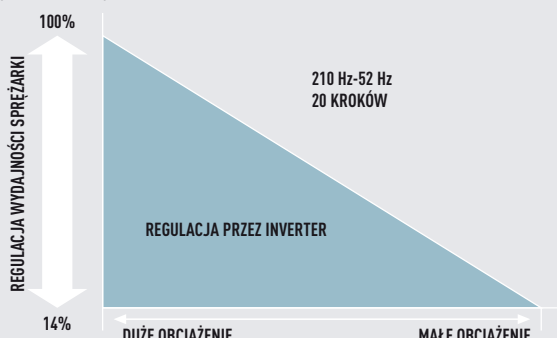 100%
REGULACJA WYDAJNOŚCI SPRĘŻARKI
210 Hz-52 Hz
20 KROKÓW
REGULACJA PRZEZ INVERTER
14%
DUŻE OBCIĄŻENIE
MAŁE OBCIĄŻENIE